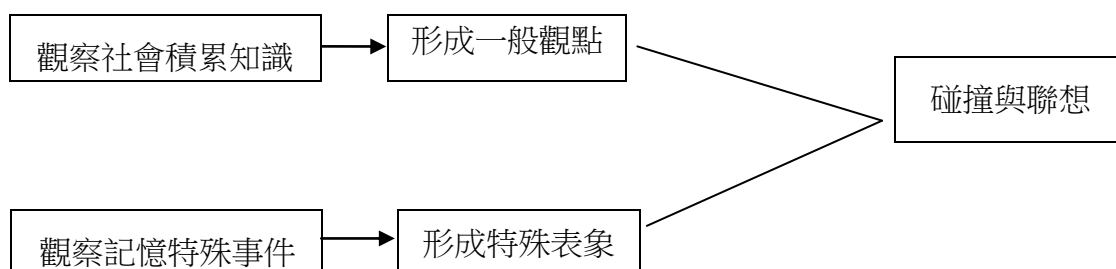 觀察社會積累知識
形成一般觀點
碰撞與聯想
觀察記憶特殊事件
形成特殊表象